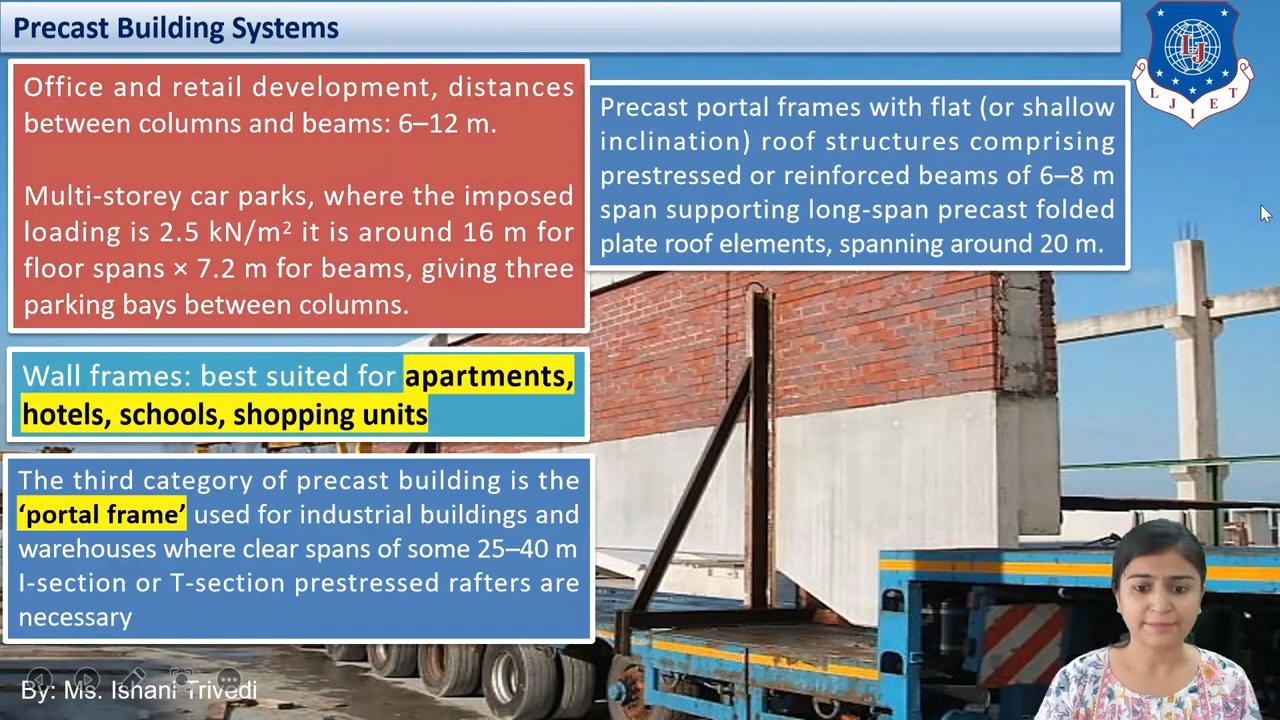 Precast Building Systems
Office and retail development, distances
between columns and beams: 6–12 m.
Multi-storey car parks, where the imposed
loading is 2.5 kN/m² it is around 16 m for
floor spans × 7.2 m for beams, giving three
parking bays between columns.
Wall frames: best suited for apartments,
hotels, schools, shopping units
The third category of precast building is the
‘portal frame’ used for industrial buildings and
warehouses where clear spans of some 25–40 m
I-section or T-section prestressed rafters are
necessary
Precast portal frames with flat (or shallow
inclination) roof structures comprising
prestressed or reinforced beams of 6–8 m
span supporting long-span precast folded
plate roof elements, spanning around 20 m.
LJ
L J I E T
By: Ms. Ishani Trivedi